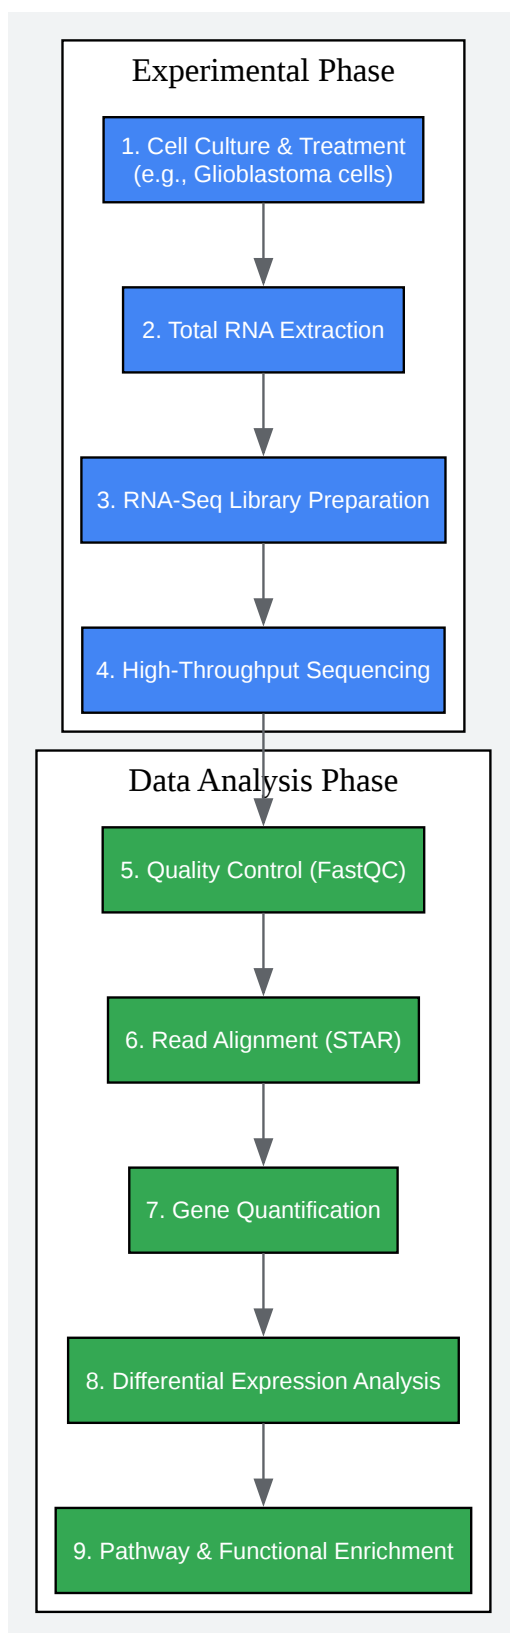 Experimental Phase
1. Cell Culture & Treatment
(e.g., Glioblastoma cells)
2. Total RNA Extraction
3. RNA-Seq Library Preparation
4. High-Throughput Sequencing
Data Analysis Phase
5. Quality Control (FastQC)
6. Read Alignment (STAR)
7. Gene Quantification
8. Differential Expression Analysis
9. Pathway & Functional Enrichment